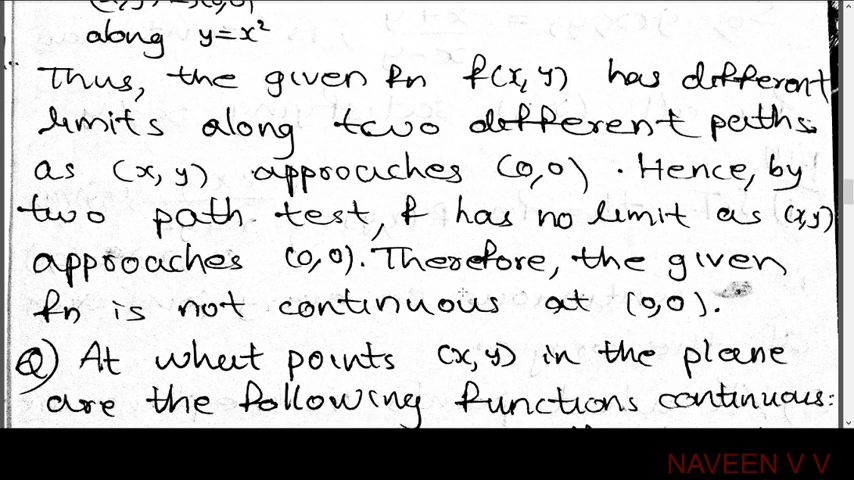 along y=x²
Thus, the given fn f(x,y) has different
limits along two different paths
as (x,y) approaches (0,0). Hence, by
two path test, f has no limit as (x,y)
approaches (0,0). Therefore, the given
fn is not continuous at (0,0).
Q) At what points (x,y) in the plane
are the following functions continuous:
NAVEEN V V